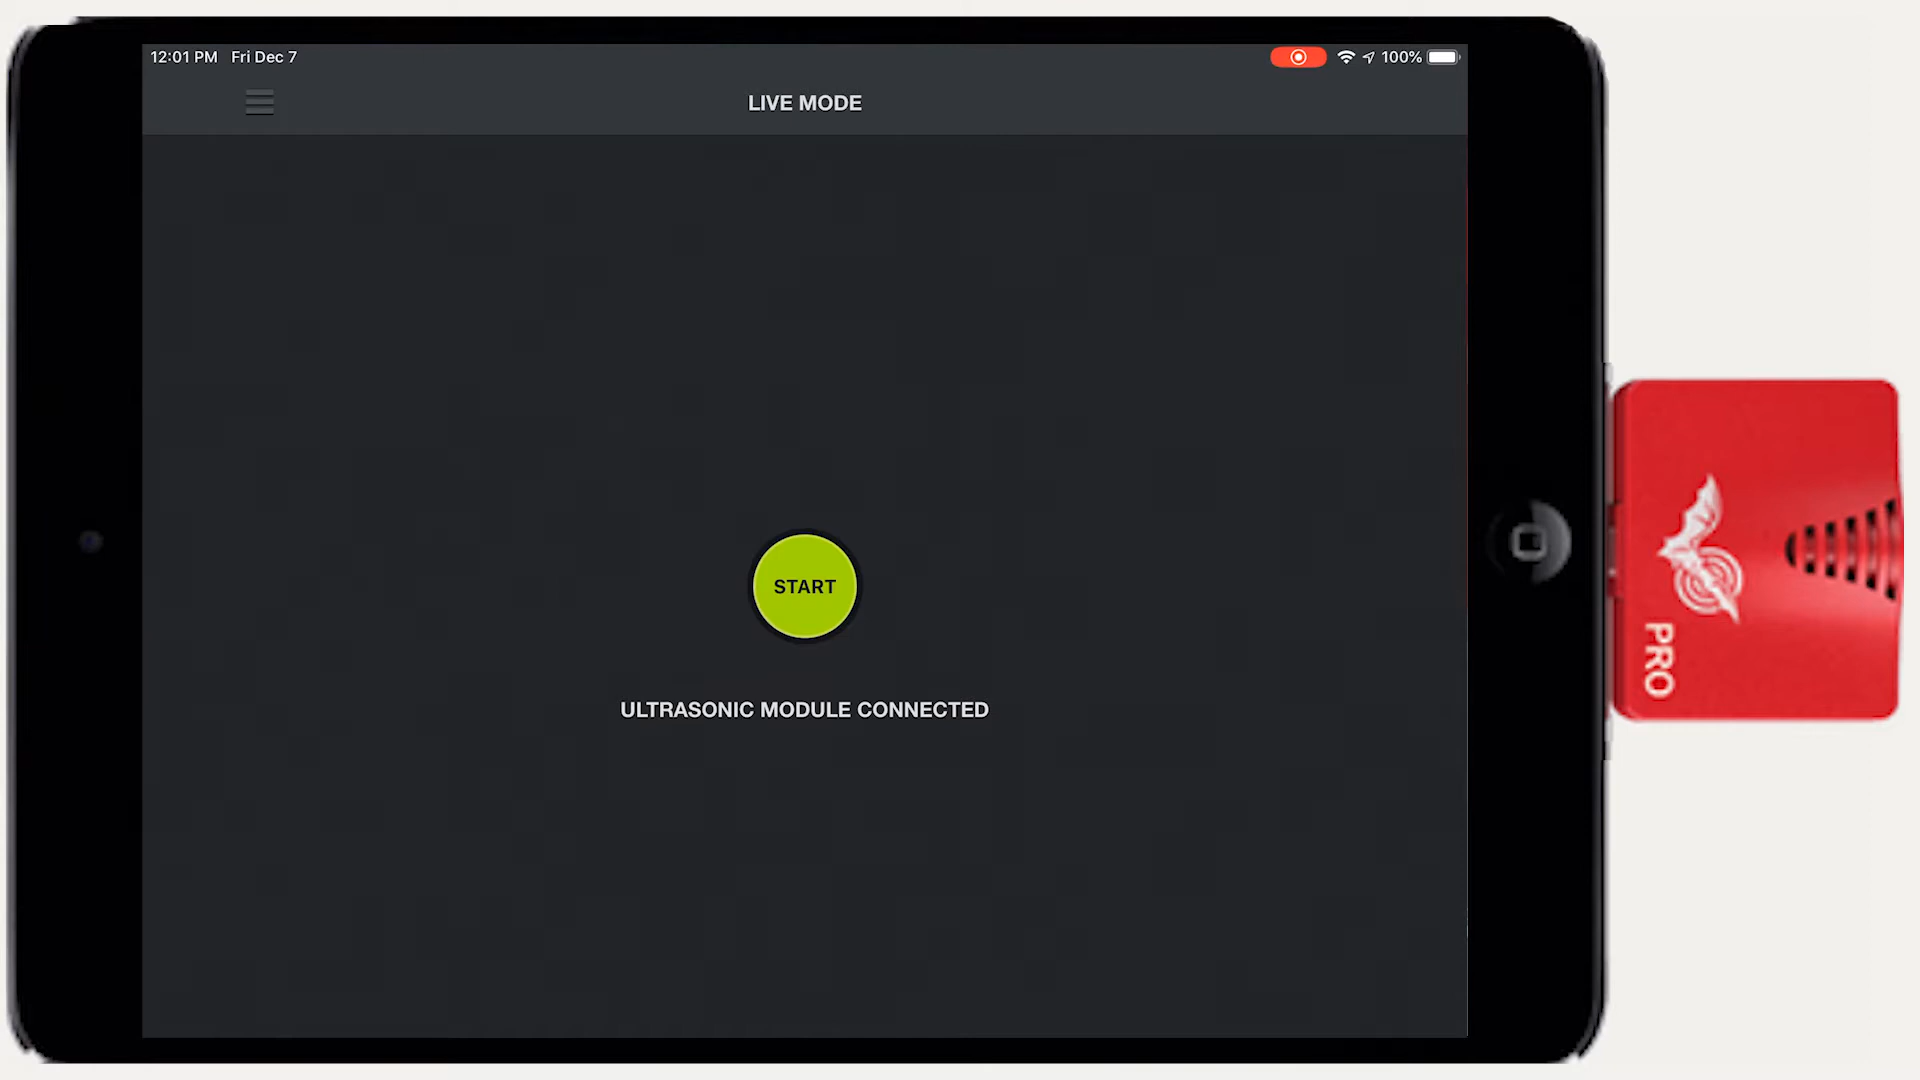 12:01 PM Fri Dec 7
100%
LIVE MODE
START
ULTRASONIC MODULE CONNECTED
PRO